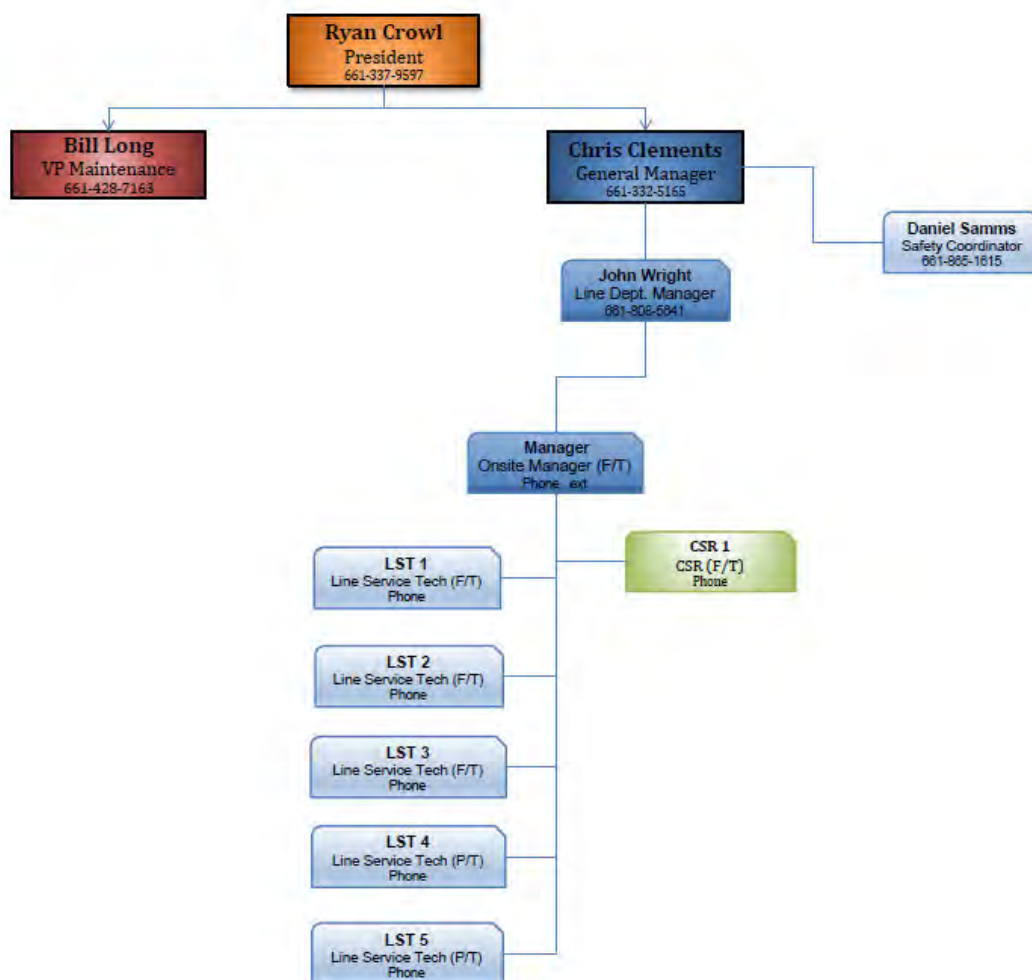 Ryan Crowl
President
661-337-9597
Bill Long
VP Maintenance
661-428-7163
Chris Clements
General Manager
661-332-5165
Daniel Samms
Safety Coordinator
661-865-1615
John Wright
Line Dept. Manager
Manager
Onsite Manager (F/T)
Phone ext
CSR 1
CSR (F/T)
Phone
LST 1
Line Service Tech (F/T)
Phone
LST 2
Line Service Tech (F/T)
Phone
LST 3
Line Service Tech (F/T)
Phone
LST 4
Line Service Tech (P/T)
Phone
LST 5
Line Service Tech (P/T)
Phone